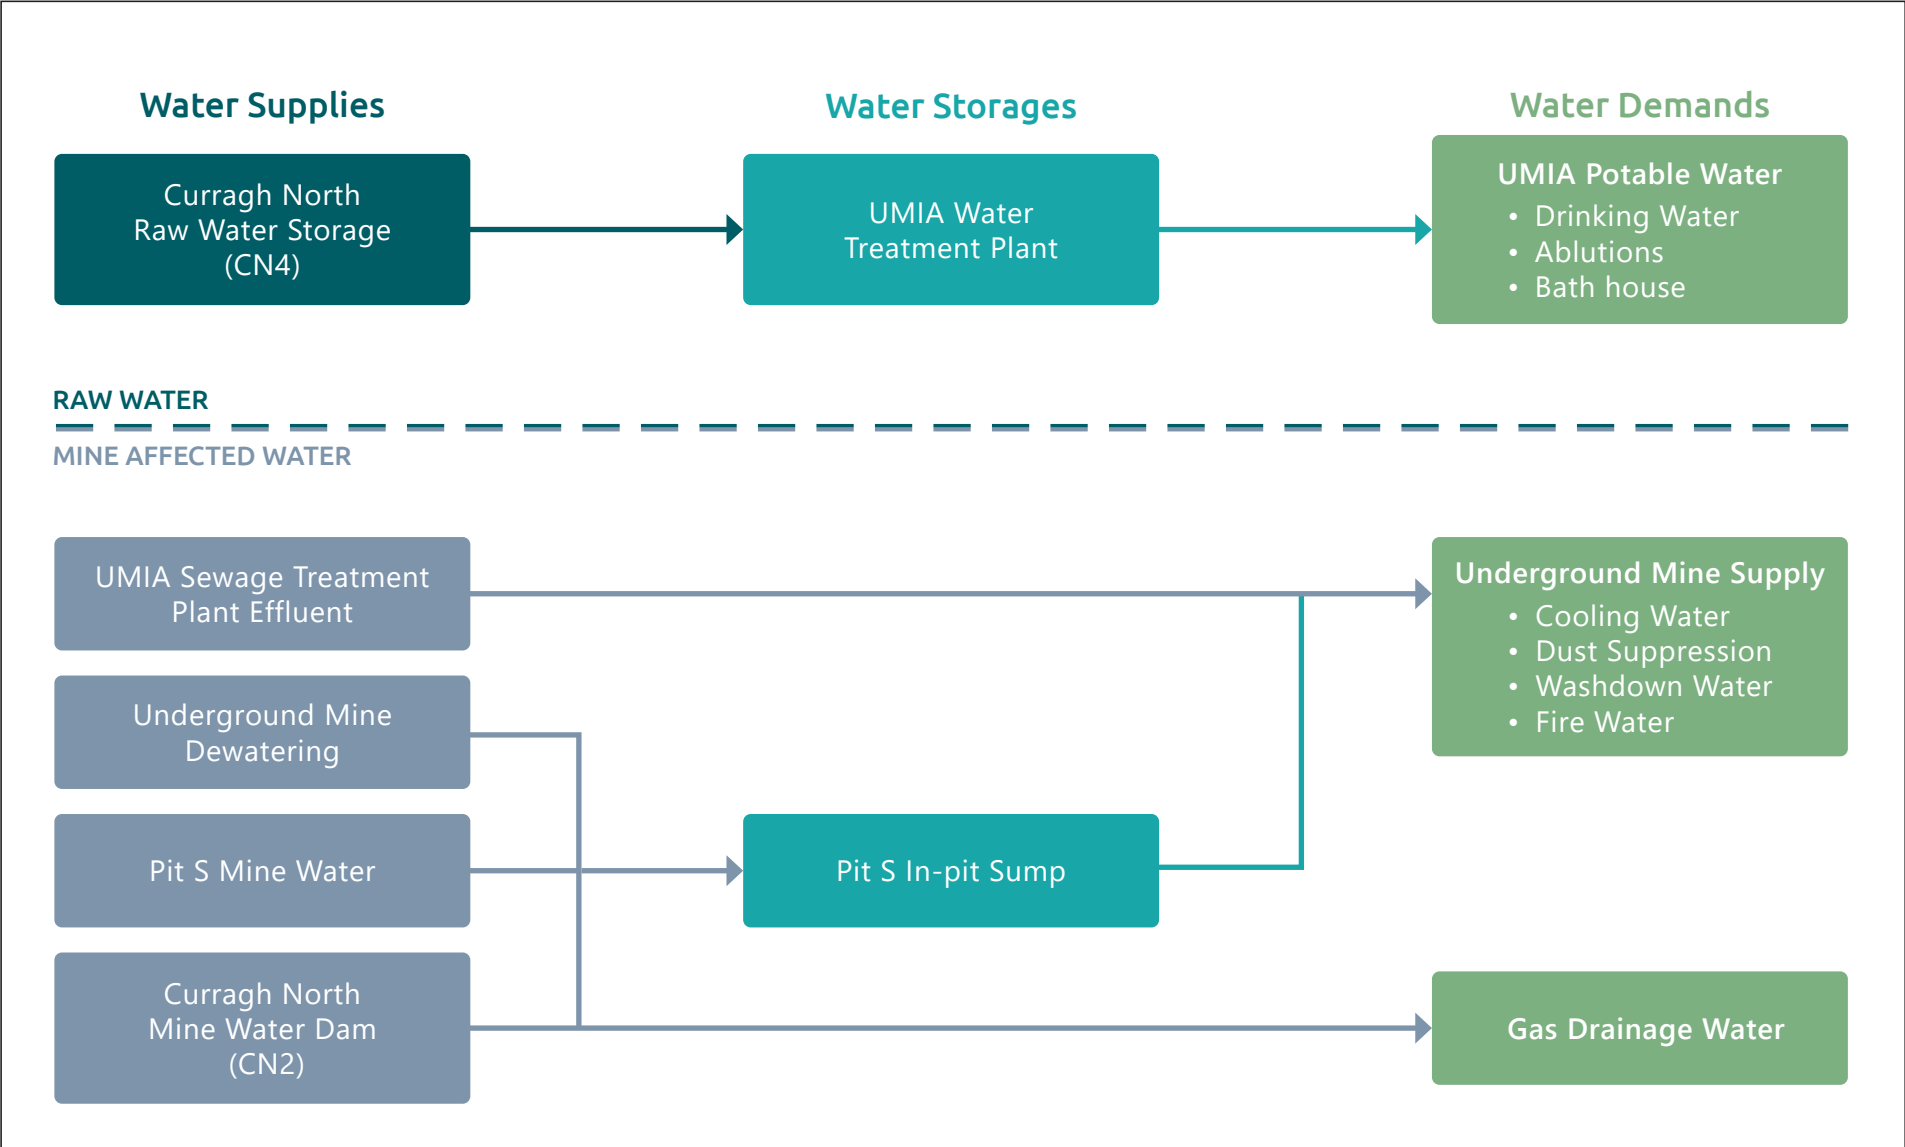 Water Supplies
Water Storages
Water Demands
Curragh North
Raw Water Storage
(CN4)
UMIA Water
Treatment Plant
UMIA Potable Water
• Drinking Water
• Ablutions
• Bath house
RAW WATER
MINE AFFECTED WATER
UMIA Sewage Treatment
Plant Effluent
Underground Mine Supply
• Cooling Water
• Dust Suppression
• Washdown Water
• Fire Water
Underground Mine
Dewatering
Pit S Mine Water
Pit S In-pit Sump
Curragh North
Mine Water Dam
(CN2)
Gas Drainage Water